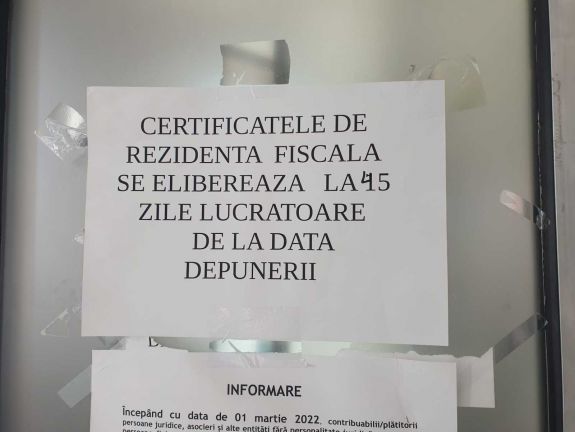 CERTIFICATELE DE
REZIDENTA FISCALA
SE ELIBEREAZA LA 45
ZILE LUCRATOARE
DE LA DATA
DEPUNERII
INFORMARE
Începând cu data de 01 martie 2022, contribuabilii/plătitorii
persoane juridice, asocieri și alte entități fără personalitate